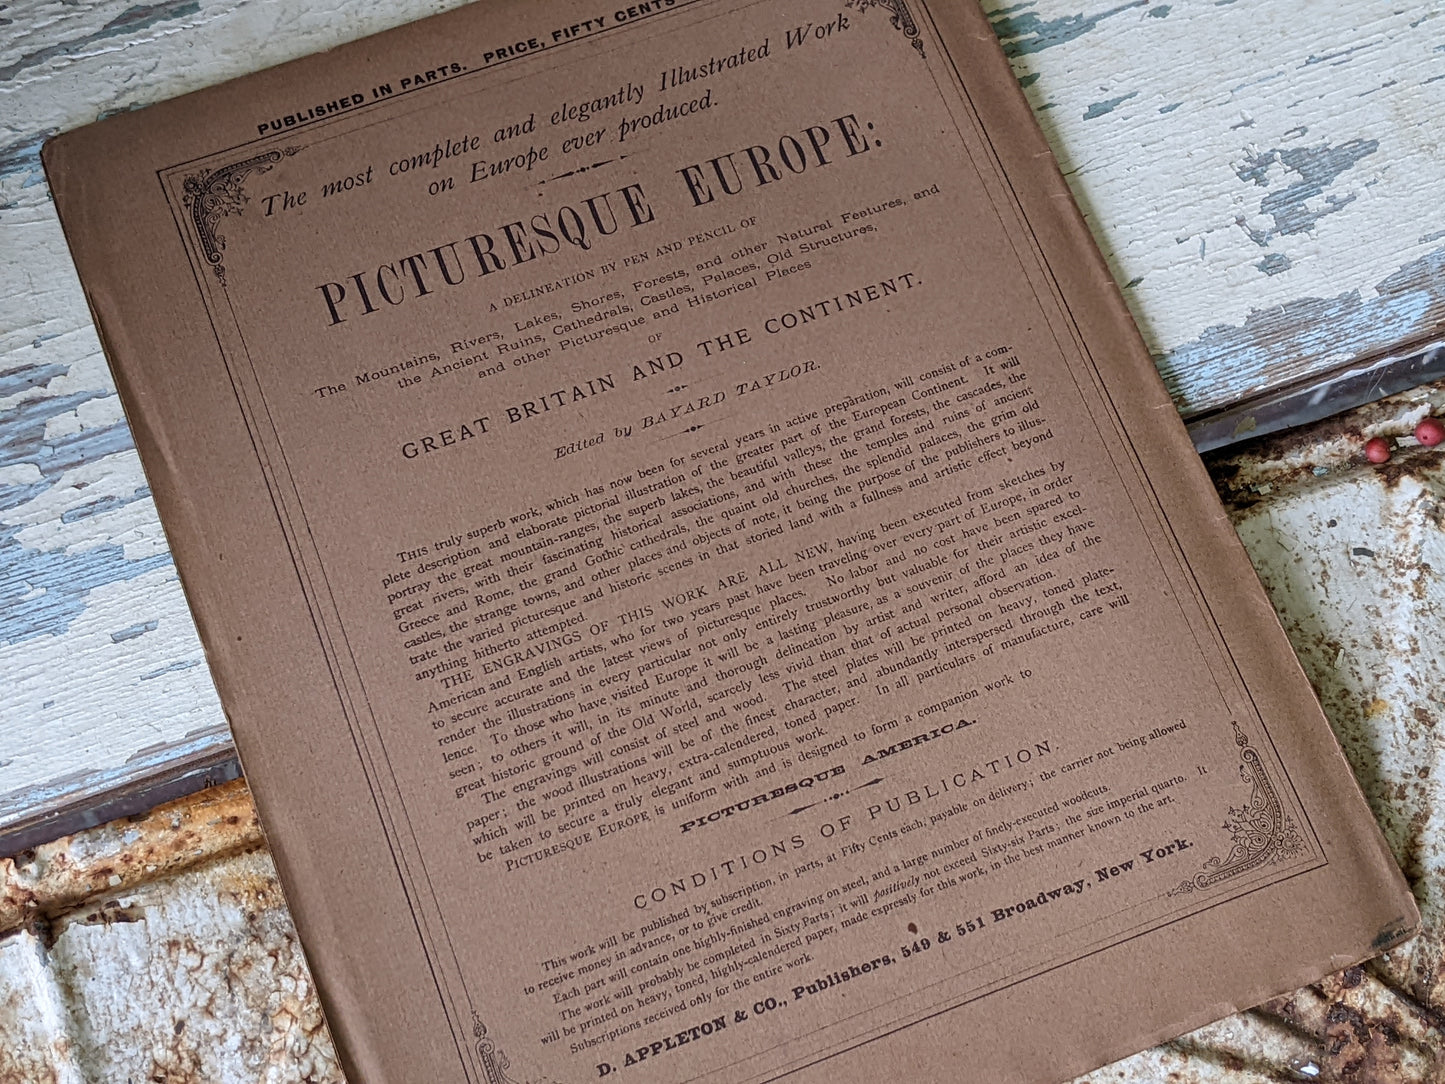 PUBLISHED IN PARTS. PRICE, FIFTY CENTS
The most complete and elegantly Illustrated Work
on Europe ever produced.
PICTURESQUE EUROPE:
A DELINEATION BY PEN AND PENCIL OF
The Mountains, Rivers, Lakes, Shores, Forests, and other Natural Features, and
the Ancient Ruins, Cathedrals, Castles, Palaces, Old Structures,
and other Picturesque and Historical Places
OF
GREAT BRITAIN AND THE CONTINENT.
Edited by BAYARD TAYLOR.
THIS truly superb work, which has now been for several years in active preparation, will consist of a com-
plete description and elaborate pictorial illustration of the greater part of the European Continent. It will
portray the great mountain-ranges, the superb lakes, the beautiful valleys, the grand forests, the cascades, the
great rivers, with their fascinating historical associations, and with these the temples and ruins of ancient
Greece and Rome, the grand Gothic cathedrals, the quaint old churches, the splendid palaces, the grim old
castles, the strange towns, and other places and objects of note, it being the purpose of the publishers to illus-
trate the varied picturesque and historic scenes in that storied land with a fullness and artistic effect beyond
anything hitherto attempted.
THE ENGRAVINGS OF THIS WORK ARE ALL NEW, having been executed from sketches by
American and English artists, who for two years past have been traveling over every part of Europe, in order
to secure accurate and the latest views of picturesque places. No labor and no cost have been spared to
render the illustrations in every particular not only entirely trustworthy but valuable for their artistic excel-
lence. To those who have visited Europe it will be a lasting pleasure, as a souvenir of the places they have
seen; to others it will, in its minute and thorough delineation by artist and writer, afford an idea of the
great historic ground of the Old World, scarcely less vivid than that of actual personal observation.
The engravings will consist of steel and wood. The steel plates will be printed on heavy, toned plate-
paper; the wood illustrations will be of the finest character, and abundantly interspersed through the text,
which will be printed on heavy, extra-calendered, toned paper. In all particulars of manufacture, care will
be taken to secure a truly elegant and sumptuous work.
PICTURESQUE EUROPE is uniform with and is designed to form a companion work to
PICTURESQUE AMERICA.
CONDITIONS OF PUBLICATION.
This work will be published by subscription, in parts, at Fifty Cents each; payable on delivery; the carrier not being allowed
to receive money in advance, or to give credit.
Each part will contain one highly-finished engraving on steel, and a large number of finely-executed woodcuts.
The work will probably be completed in Sixty Parts; it will positively not exceed Sixty-six Parts; the size imperial quarto. It
will be printed on heavy, toned, highly-calendered paper, made expressly for this work, in the best manner known to the art.
Subscriptions received only for the entire work.
D. APPLETON & CO., Publishers, 549 & 551 Broadway, New York.